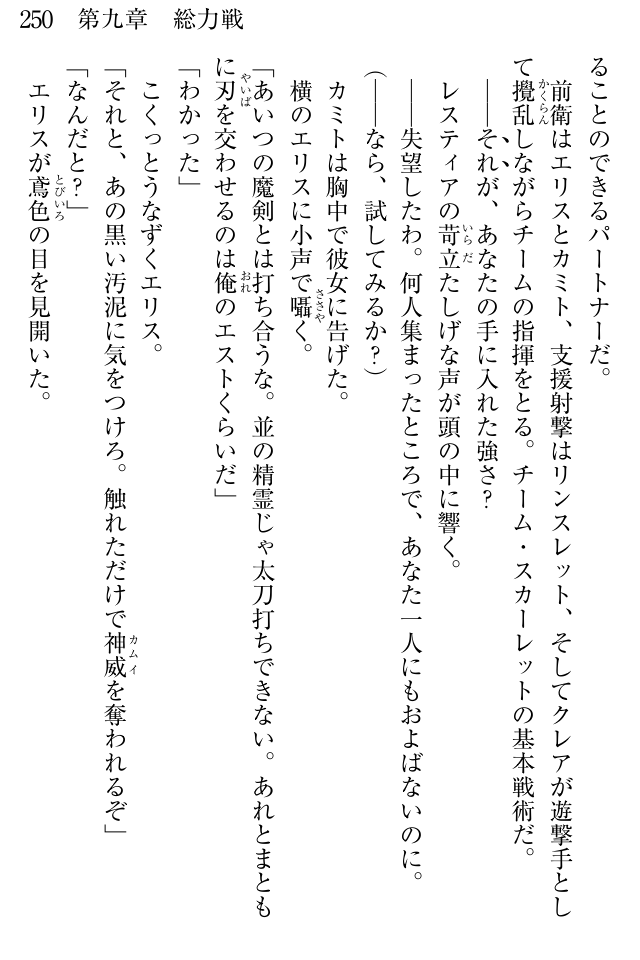 250 第九章 総力戦
ることのできるパートナーだ。
前衛はエリスとカミト、支援射撃はリンスレット、そしてクレアが遊撃手とし
て攪乱しながらチームの指揮をとる。チーム・スカーレットの基本戦術だ。
――それが、あなたの手に入れた強さ?
レスティアの苛立たしげな声が頭の中に響く。
――失望したわ。何人集まったところで、あなた一人にもおよばないのに。
(――なら、試してみるか?)
カミトは胸中で彼女に告げた。
横のエリスに小声で囁く。
「あいつの魔剣とは打ち合うな。並の精霊じゃ太刀打ちできない。あれとまとも
に刃を交わせるのは俺のエストくらいだ」
「わかった」
こくっとうなずくエリス。
「それと、あの黒い汚泥に気をつけろ。触れただけで神威を奪われるぞ」
「なんだと?」
エリスが鳶色の目を見開いた。